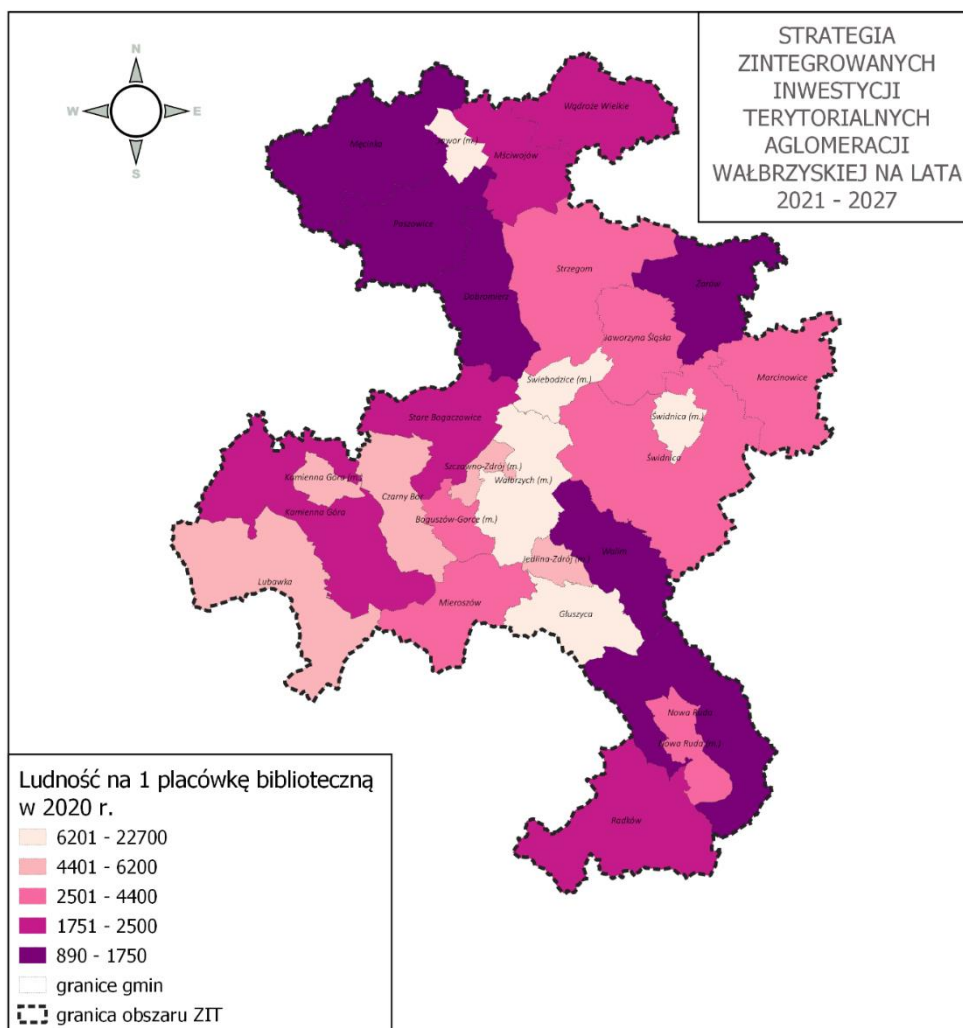 N
W
E
S
STRATEGIA
ZINTEGROWANYCH
INWESTYCJI
TERYTORIALNYCH
AGLOMERACJI
WAŁBRZYSKIEJ NA LATA
2021 - 2027
Wądroże Wielkie
Męcinka
Mściwojów
Paszowice
Strzegom
Dobromierz
Żarów
Jaworzyna Śląska
Marcinowice
Świebodzice (m.)
Stare Bogaczowice
Świdnica (m.)
Świdnica
Szczawno-Zdrój (m.)
Kamienna Góra (m.)
Wałbrzych (m.)
Czarny Bór
Kamienna Góra
Boguszów-Gorce (m.)
Walim
Jedlina-Zdrój (m.)
Lubawka
Mieroszów
Głuszyca
Nowa Ruda
Nowa Ruda (m.)
Radków
Ludność na 1 placówkę biblioteczną
w 2020 r.
6201 - 22700
4401 - 6200
2501 - 4400
1751 - 2500
890 - 1750
granice gmin
granica obszaru ZIT